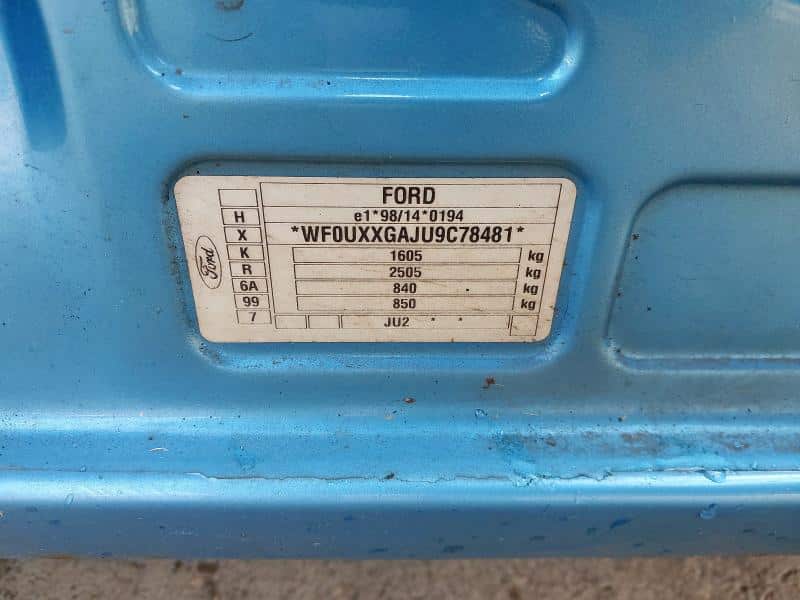 FORD
H e1*98/14*0194
X *WF0UXXGAJU9C78481*
K 1605 kg
R 2505 kg
6A 840 kg
99 850 kg
7 JU2 * *
Ford